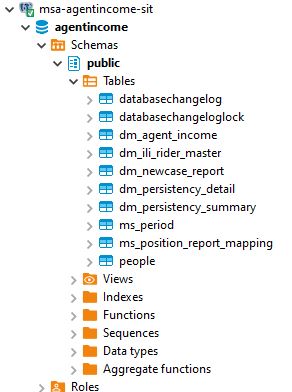 msa-agentincome-sit
agentincome
Schemas
public
Tables
databasechangelog
databasechangeloglock
dm_agent_income
dm_ili_rider_master
dm_newcase_report
dm_persistency_detail
dm_persistency_summary
ms_period
ms_position_report_mapping
people
Views
Indexes
Functions
Sequences
Data types
Aggregate functions
Roles